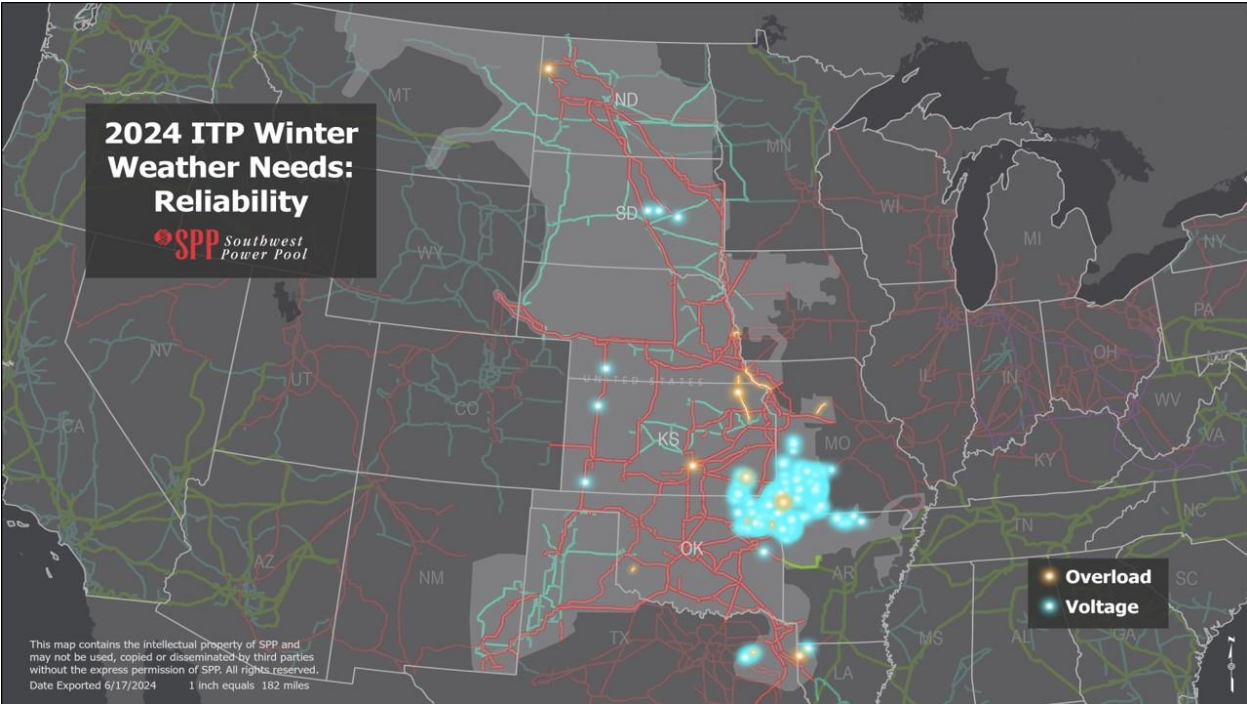 2024 ITP Winter
Weather Needs:
Reliability
SPP Southwest
Power Pool
WA
MT
ND
MN
SD
WI
MI
NY
WY
IA
PA
NV
UT
CO
UNITED STATES
IL
IN
OH
WV
VA
CA
KS
MO
KY
AZ
NM
OK
AR
TN
NC
SC
TX
LA
MS
AL
GA
Overload
Voltage
N
This map contains the intellectual property of SPP and
may not be used, copied or disseminated by third parties
without the express permission of SPP. All rights reserved.
Date Exported 6/17/2024 1 inch equals 182 miles